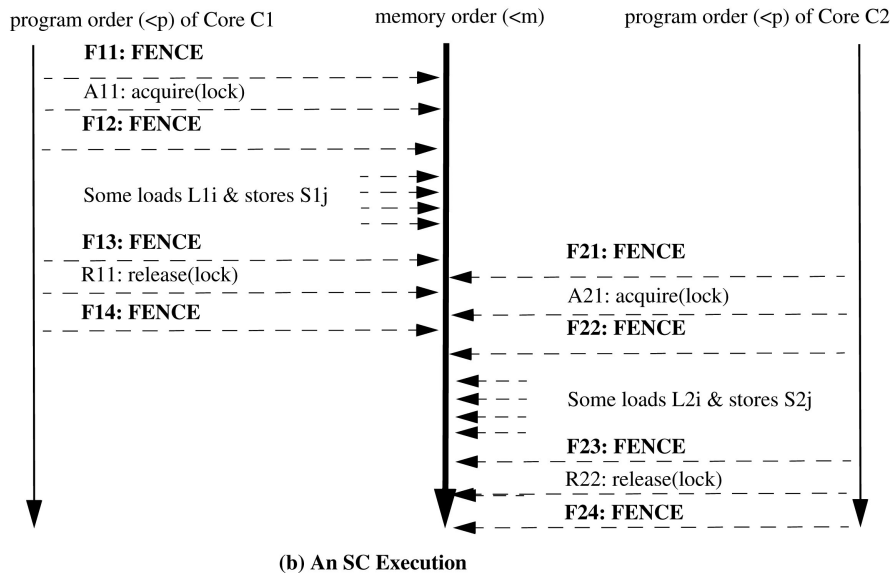 program order (<p) of Core C1
memory order (<m)
program order (<p) of Core C2
F11: FENCE
A11: acquire(lock)
F12: FENCE
Some loads L1i & stores S1j
F13: FENCE
R11: release(lock)
F14: FENCE
F21: FENCE
A21: acquire(lock)
F22: FENCE
Some loads L2i & stores S2j
F23: FENCE
R22: release(lock)
F24: FENCE
(b) An SC Execution